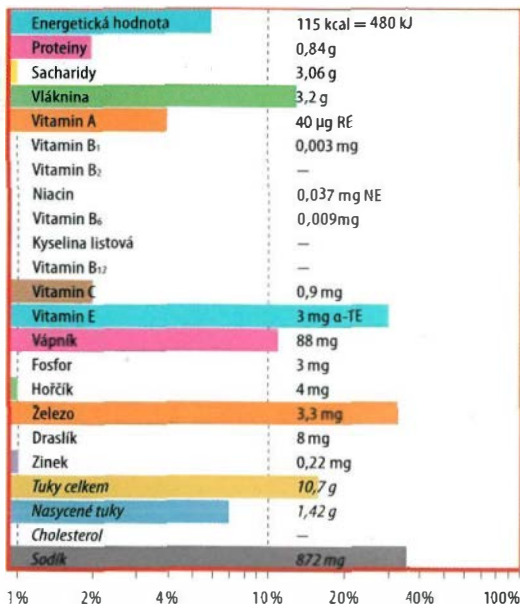 Energetická hodnota 115 kcal = 480 kJ
Proteiny 0,84 g
Sacharidy 3,06 g
Vláknina 3,2 g
Vitamin A 40 µg RE
Vitamin B₁ 0,003 mg
Vitamin B₂ —
Niacin 0,037 mg NE
Vitamin B₆ 0,009mg
Kyselina listová —
Vitamin B₁₂ —
Vitamin C 0,9 mg
Vitamin E 3 mg α-TE
Vápník 88 mg
Fosfor 3 mg
Hořčík 4 mg
Železo 3,3 mg
Draslík 8 mg
Zinek 0,22 mg
Tuky celkem 10,7 g
Nasycené tuky 1,42 g
Cholesterol —
Sodík 872 mg
1% 2% 4% 10% 20% 40% 100%